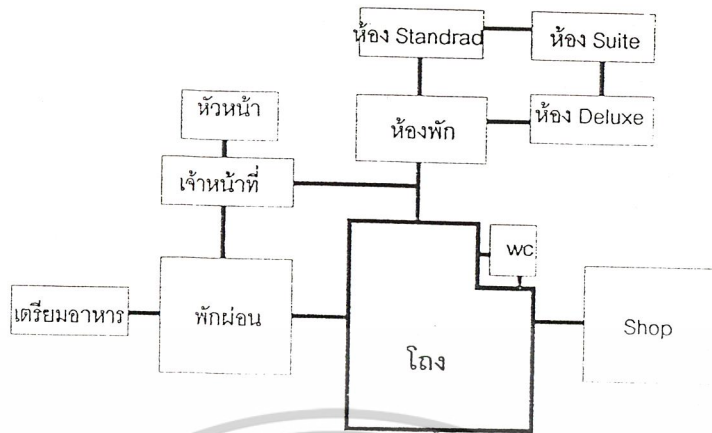 ห้อง Standrad
ห้อง Suite
หัวหน้า
ห้องพัก
ห้อง Deluxe
เจ้าหน้าที่
wc
เตรียมอาหาร
พักผ่อน
โถง
Shop